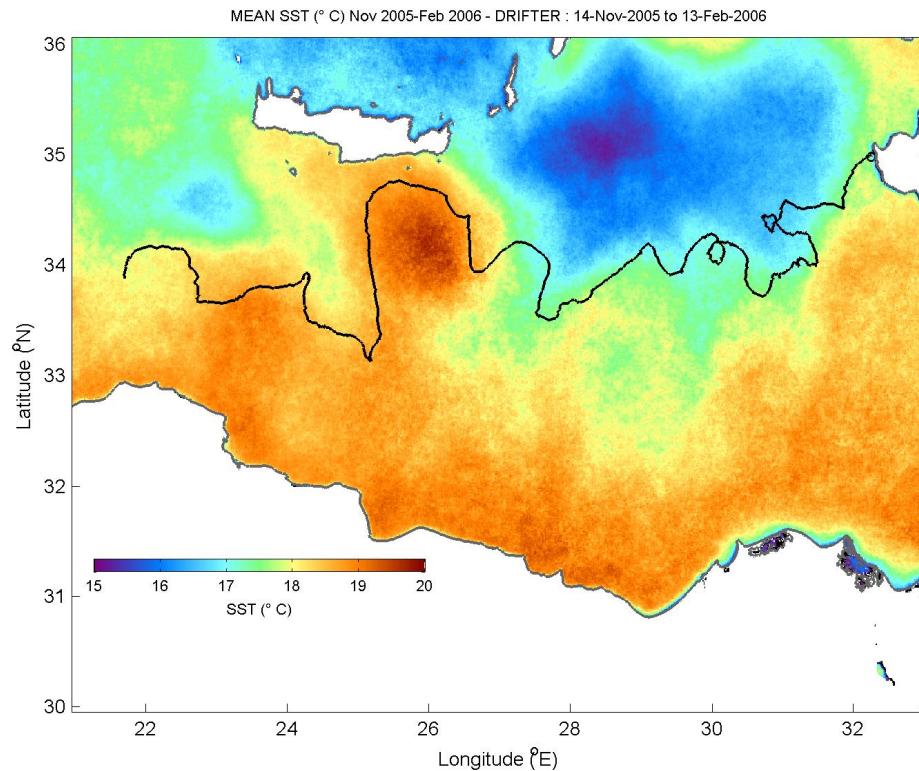 MEAN SST (° C) Nov 2005-Feb 2006 - DRIFTER : 14-Nov-2005 to 13-Feb-2006
36
35
34
33
32
31
30
Latitude (°N)
15 16 17 18 19 20
SST (° C)
22 24 26 28 30 32
Longitude (°E)